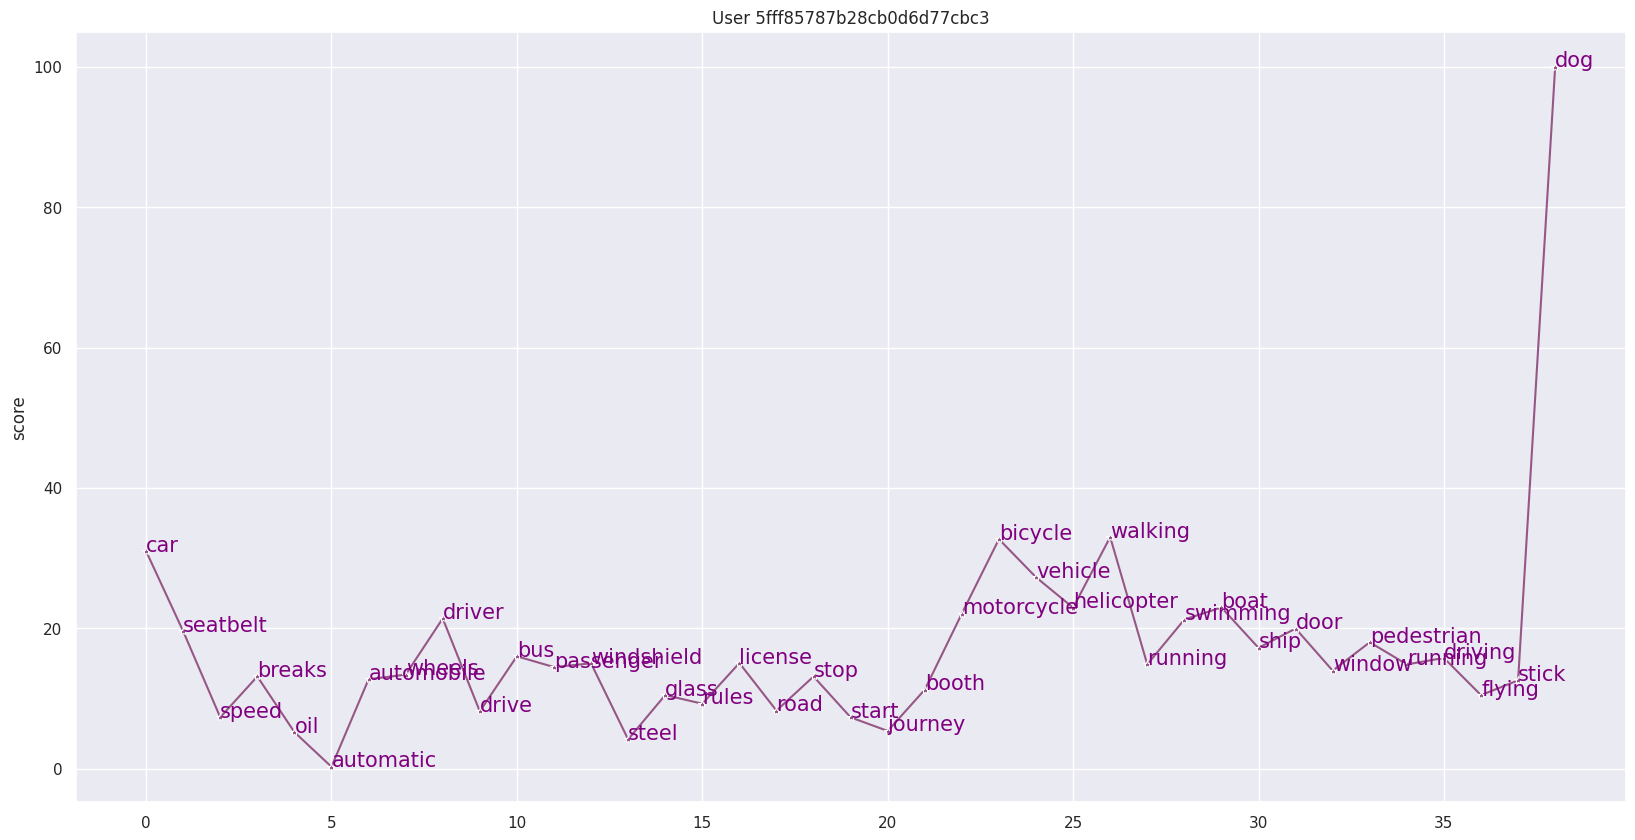 User 5fff85787b28cb0d6d77cbc3
score
100
80
60
40
20
0
car
seatbelt
speed
breaks
oil
automatic
automobile
wheels
driver
drive
bus
passenger
windshield
steel
glass
rules
license
road
stop
start
journey
booth
motorcycle
bicycle
vehicle
helicopter
walking
running
swimming
boat
ship
door
window
pedestrian
running
driving
flying
stick
dog
0 5 10 15 20 25 30 35